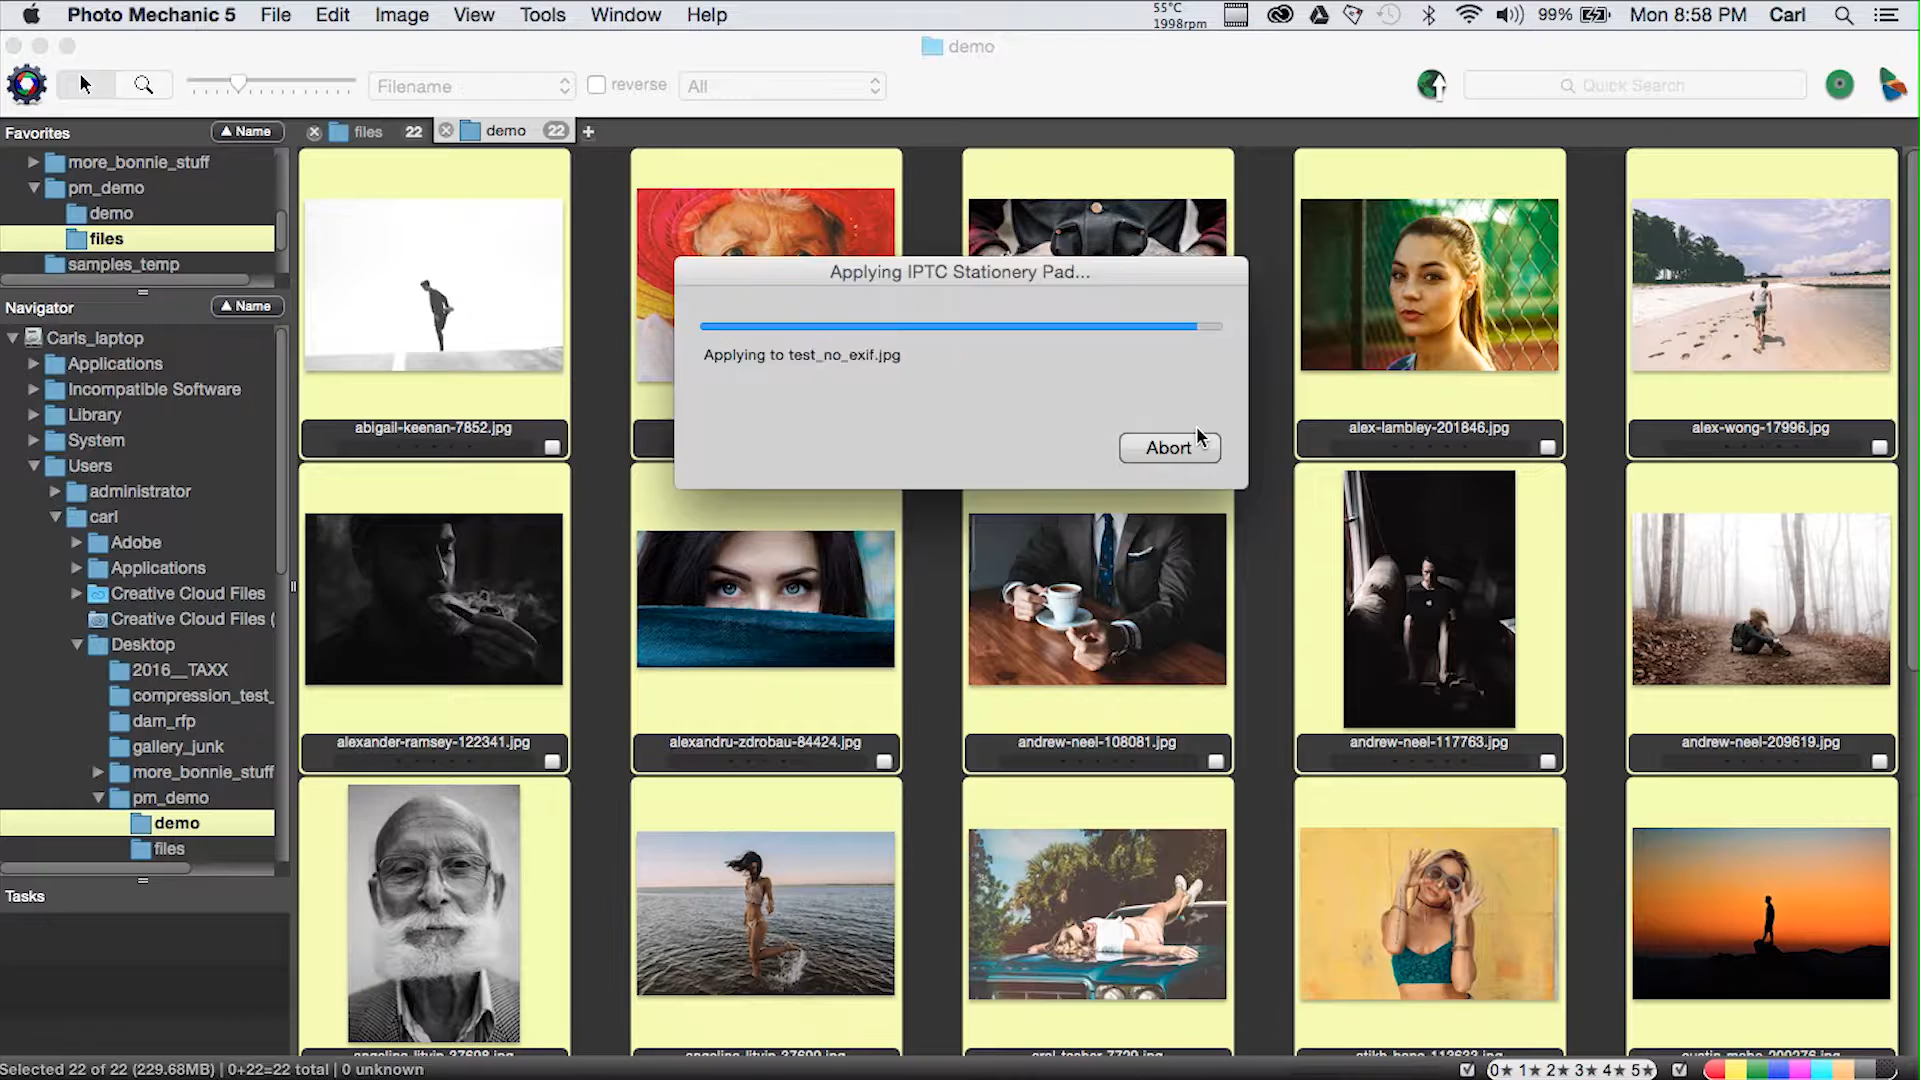 Photo Mechanic 5 File Edit Image View Tools Window Help 55°C 1998rpm 99% Mon 8:58 PM Carl
demo
Filename reverse All Quick Search
Favorites Name files 22 demo 22 +
more_bonnie_stuff
pm_demo
demo
files
samples_temp
Navigator Name
Carls_laptop
Applications
Incompatible Software
Library
System
Users
administrator
carl
Adobe
Applications
Creative Cloud Files
Creative Cloud Files (
Desktop
2016__TAXX
compression_test_
dam_rfp
gallery_junk
more_bonnie_stuff
pm_demo
demo
files
Tasks
Applying IPTC Stationery Pad...
Applying to test_no_exif.jpg
Abort
abigail-keenan-7852.jpg alex-lambley-201846.jpg alex-wong-17996.jpg
alexander-ramsey-122341.jpg alexandru-zdrobau-84424.jpg andrew-neel-108081.jpg andrew-neel-117763.jpg andrew-neel-209619.jpg
Selected 22 of 22 (229.68MB) | 0+22=22 total | 0 unknown 0★ 1★ 2★ 3★ 4★ 5★